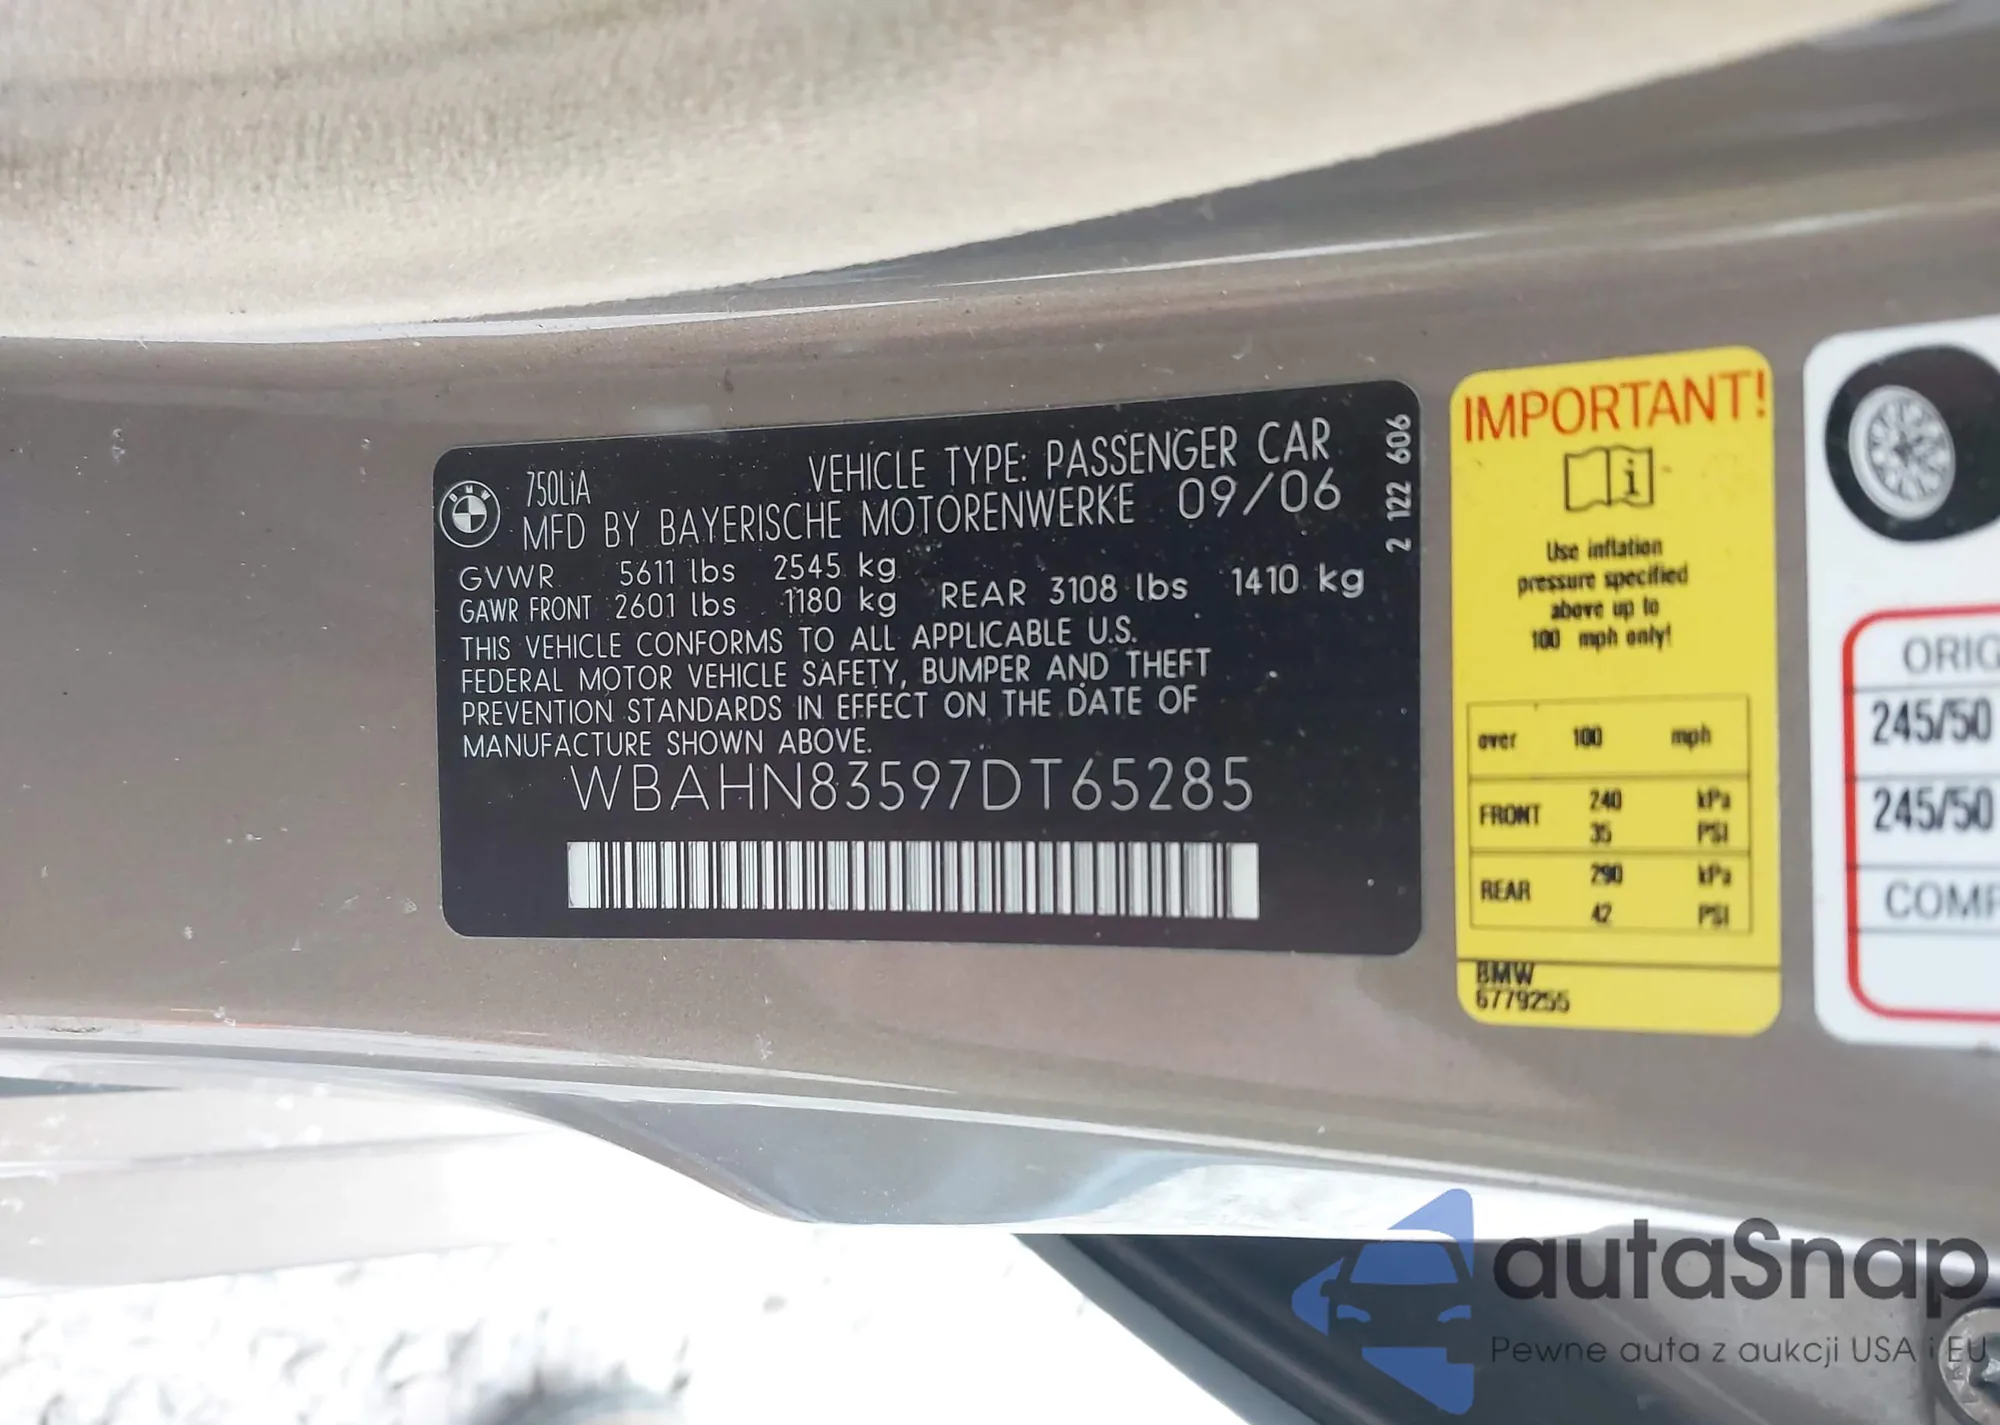 BMW
750LiA
VEHICLE TYPE: PASSENGER CAR
MFD BY BAYERISCHE MOTORENWERKE 09/06
GVWR 5611 lbs 2545 kg
GAWR FRONT 2601 lbs 1180 kg REAR 3108 lbs 1410 kg
THIS VEHICLE CONFORMS TO ALL APPLICABLE U.S.
FEDERAL MOTOR VEHICLE SAFETY, BUMPER AND THEFT
PREVENTION STANDARDS IN EFFECT ON THE DATE OF
MANUFACTURE SHOWN ABOVE.
WBAHN83597DT65285
2 122 606
IMPORTANT!
i
Use inflation
pressure specified
above up to
100 mph only!
over 100 mph
FRONT 240 kPa
35 PSI
REAR 290 kPa
42 PSI
BMW
6779255
ORIG
245/50
245/50
COMP
autaSnap
Pewne auta z aukcji USA i EU